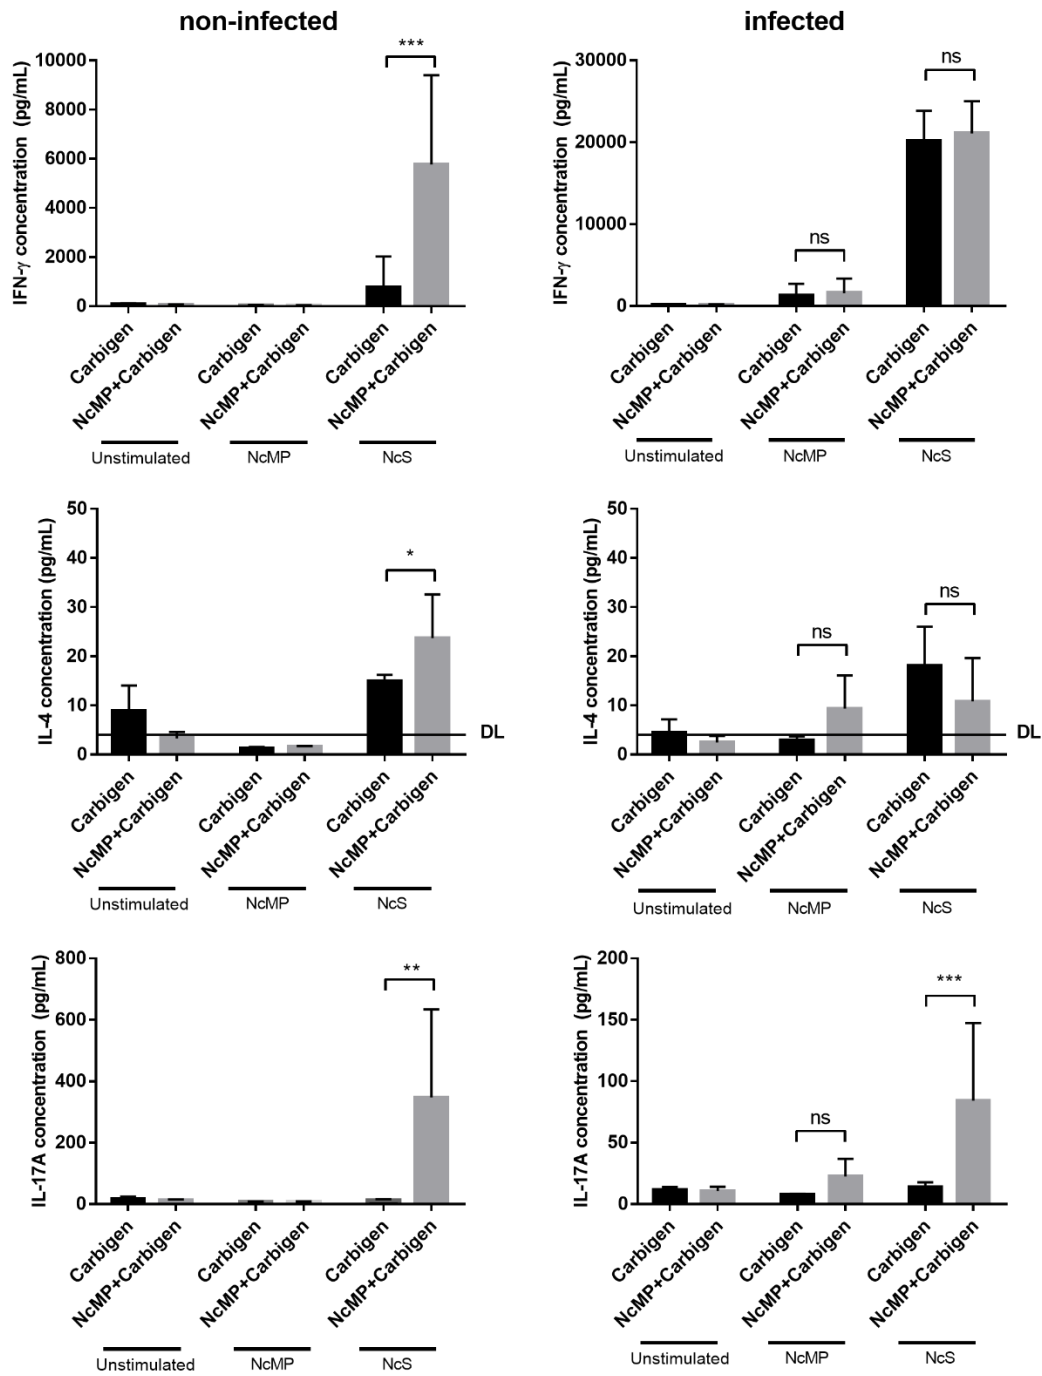 non-infected
infected
IFN-γ concentration (pg/mL)
10000
8000
6000
4000
2000
0
***
Carbigen
NcMP+Carbigen
Carbigen
NcMP+Carbigen
Carbigen
NcMP+Carbigen
Unstimulated
NcMP
NcS
IFN-γ concentration (pg/mL)
30000
20000
10000
0
ns
ns
Carbigen
NcMP+Carbigen
Carbigen
NcMP+Carbigen
Carbigen
NcMP+Carbigen
Unstimulated
NcMP
NcS
IL-4 concentration (pg/mL)
50
40
30
20
10
0
*
DL
Carbigen
NcMP+Carbigen
Carbigen
NcMP+Carbigen
Carbigen
NcMP+Carbigen
Unstimulated
NcMP
NcS
IL-4 concentration (pg/mL)
50
40
30
20
10
0
ns
ns
DL
Carbigen
NcMP+Carbigen
Carbigen
NcMP+Carbigen
Carbigen
NcMP+Carbigen
Unstimulated
NcMP
NcS
IL-17A concentration (pg/mL)
800
600
400
200
0
**
Carbigen
NcMP+Carbigen
Carbigen
NcMP+Carbigen
Carbigen
NcMP+Carbigen
Unstimulated
NcMP
NcS
IL-17A concentration (pg/mL)
200
150
100
50
0
ns
***
Carbigen
NcMP+Carbigen
Carbigen
NcMP+Carbigen
Carbigen
NcMP+Carbigen
Unstimulated
NcMP
NcS